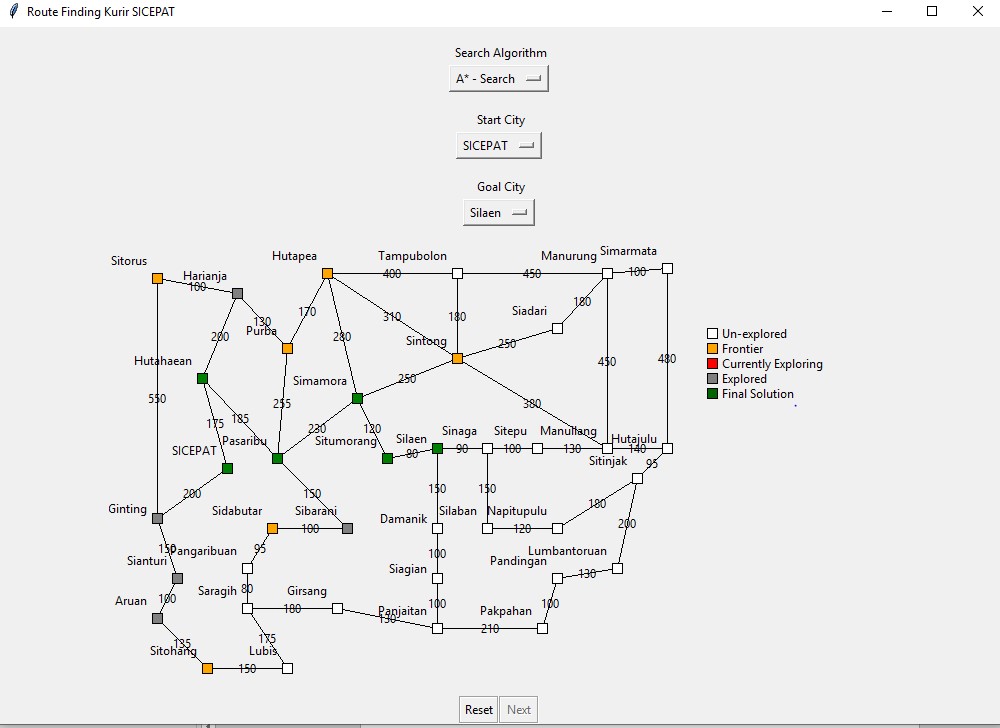 Route Finding Kurir SICEPAT
Search Algorithm
A* - Search
Start City
SICEPAT
Goal City
Silaen
Simarmata
Hutapea
Tampubolon
Manurung
Sitorus
100
400
450
Harianja
100
180
Siadari
170
310
180
130
Purba
200
280
Sintong
250
Un-explored
Frontier
Currently Exploring
Explored
Final Solution
Hutahaean
450
480
Simamora
250
550
255
380
175
185
230
120
Sinaga
Sitepu
Manullang
Pasaribu
Situmorang
Silaen
Hutajulu
SICEPAT
80
90
100
130
140
Sitinjak
95
200
150
150
150
180
Ginting
Sidabutar
Sibarani
Damanik
Silaban
Napitupulu
100
120
200
150
Pangaribuan
95
Lumbantoruan
Sianturi
100
Pandingan
Siagian
130
Saragih
80
Girsang
Aruan
100
100
100
180
Panjaitan
130
Pakpahan
210
135
175
Sitohang
Lubis
150
Reset
Next